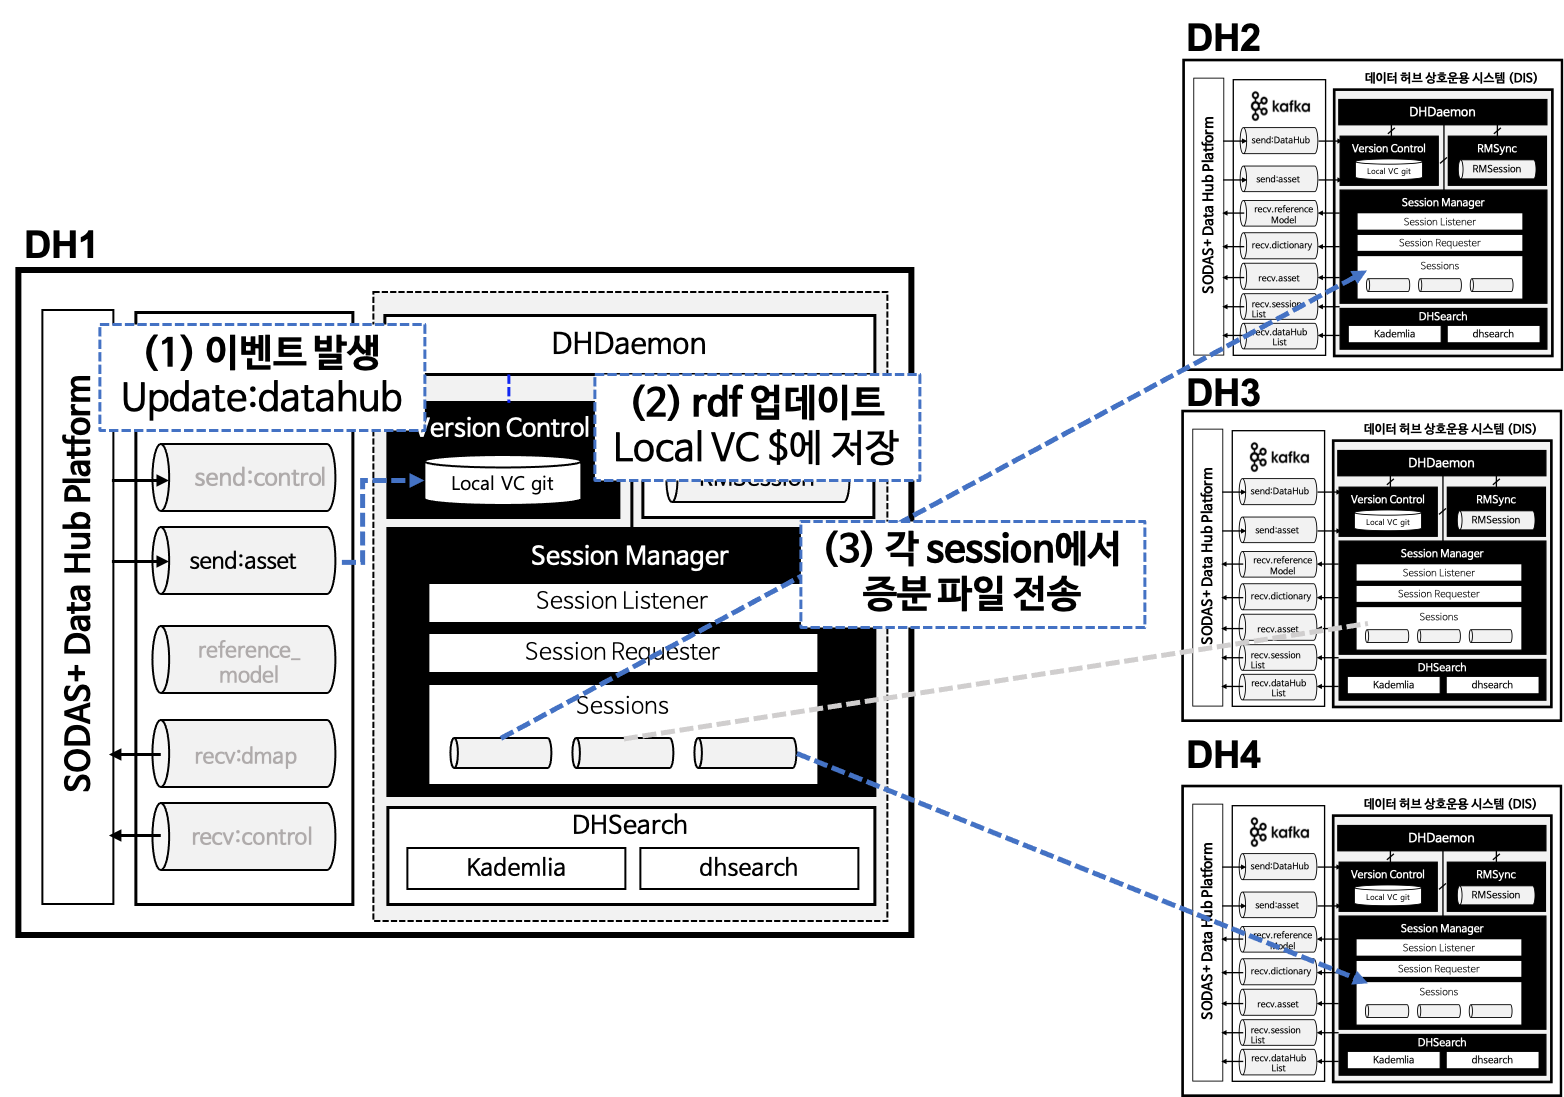 DH1
SODAS+ Data Hub Platform
(1) 이벤트 발생
Update:datahub
send:control
send:asset
reference_
model
recv:dmap
recv:control
DHDaemon
Version Control
Local VC git
(2) rdf 업데이트
Local VC $에 저장
RMSession
Session Manager
Session Listener
Session Requester
Sessions
(3) 각 session에서
증분 파일 전송
DHSearch
Kademlia
dhsearch
DH2
데이터 허브 상호운용 시스템 (DIS)
SODAS+ Data Hub Platform
kafka
send:DataHub
send:asset
recv.reference
Model
recv.dictionary
recv.asset
recv.session
List
recv.dataHub
List
DHDaemon
Version Control
Local VC git
RMSync
RMSession
Session Manager
Session Listener
Session Requester
Sessions
DHSearch
Kademlia
dhsearch
DH3
데이터 허브 상호운용 시스템 (DIS)
SODAS+ Data Hub Platform
kafka
send:DataHub
send:asset
recv.reference
Model
recv.dictionary
recv.asset
recv.session
List
recv.dataHub
List
DHDaemon
Version Control
Local VC git
RMSync
RMSession
Session Manager
Session Listener
Session Requester
Sessions
DHSearch
Kademlia
dhsearch
DH4
데이터 허브 상호운용 시스템 (DIS)
SODAS+ Data Hub Platform
kafka
send:DataHub
send:asset
recv.reference
Model
recv.dictionary
recv.asset
recv.session
List
recv.dataHub
List
DHDaemon
Version Control
Local VC git
RMSync
RMSession
Session Manager
Session Listener
Session Requester
Sessions
DHSearch
Kademlia
dhsearch